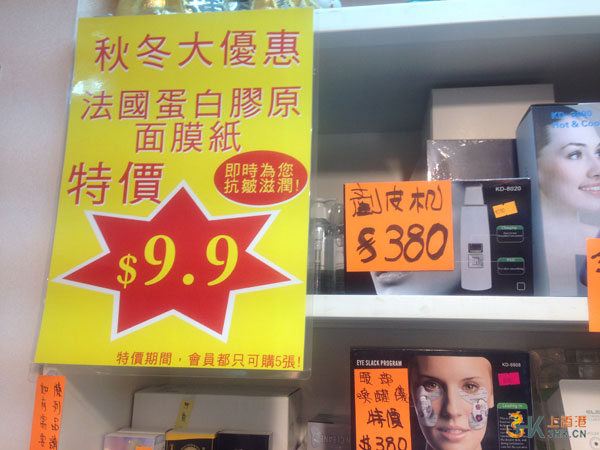 秋冬大優惠
法國蛋白膠原
面膜紙
特價
即時為您
抗皺滋潤!
$9.9
特價期間，會員都只可購5張!
KD-8020
剷皮机
$380
EYE SLACK PROGRAM
眼部
喚醒儀
特價
$380
上香港
3HK.CN